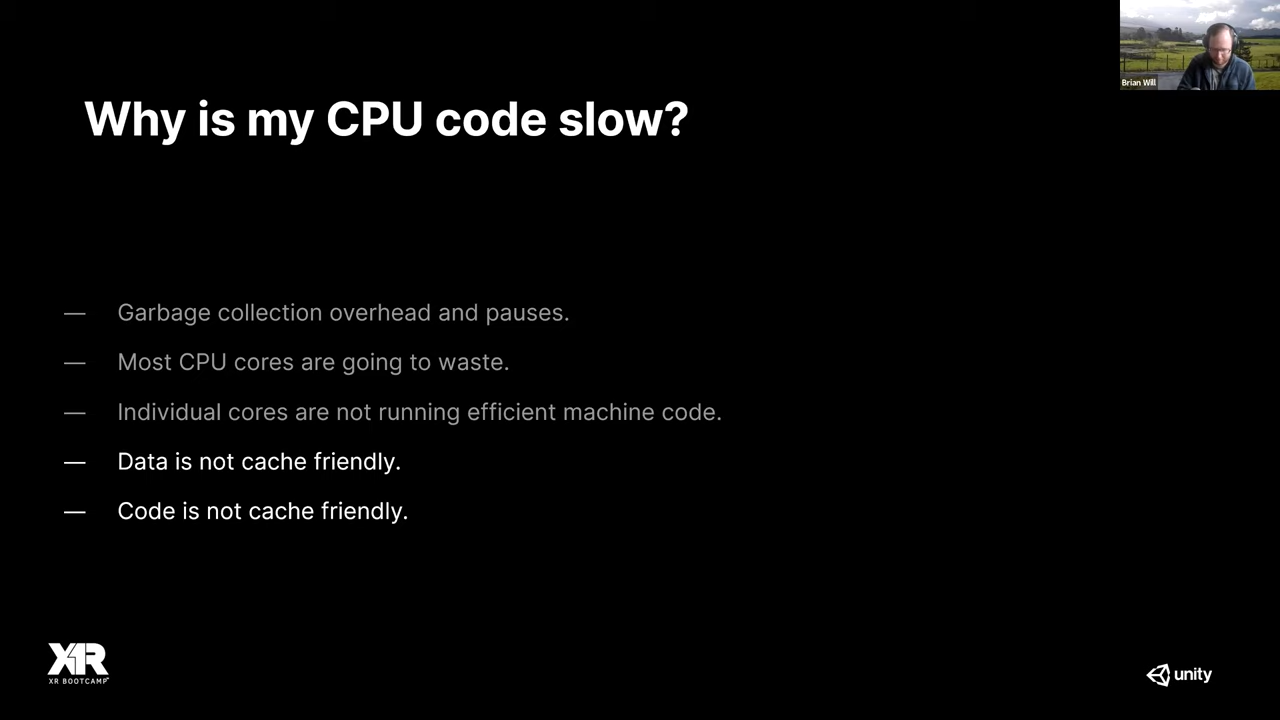 Brian Will
Why is my CPU code slow?
— Garbage collection overhead and pauses.
— Most CPU cores are going to waste.
— Individual cores are not running efficient machine code.
— Data is not cache friendly.
— Code is not cache friendly.
XR
XR BOOTCAMP
unity